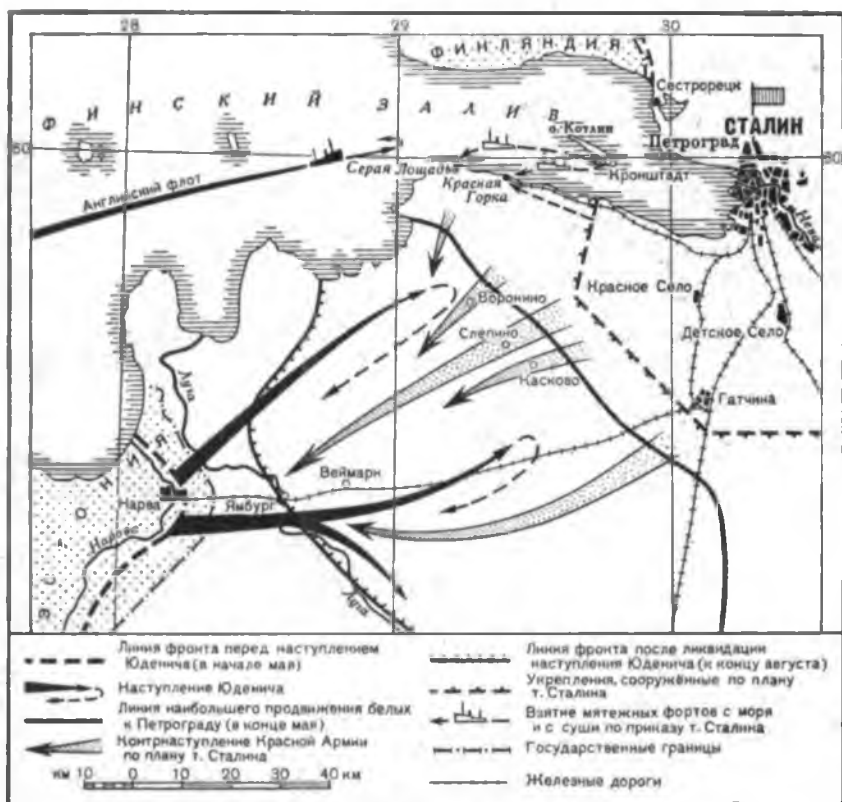 28 29 30
ФИНЛЯНДИЯ
Сестрорецк
ФИНСКИЙ ЗАЛИВ
о. Котлин
СТАЛИН
Петроград
60 60
Серая Лошадь
Кронштадт
Английский флот
Красная
Горка
Нева
Красное Село
Воронино
Детское Село
Слепино
Касково
Луга
Гатчина
Веймарн
Нарва
Ямбург
Нарова
ЭСТОНИЯ
Луга
28 29 30
Линия фронта перед наступлением
Юденича (в начале мая)
Наступление Юденича
Линия наибольшего продвижения белых
к Петрограду (в конце мая)
Контрнаступление Красной Армии
по плану т. Сталина
км 10 0 10 20 30 40 км
Линия фронта после ликвидации
наступления Юденича (к концу августа)
Укрепления, сооружённые по плану
т. Сталина
Взятие мятежных фортов с моря
и с суши по приказу т. Сталина
Государственные границы
Железные дороги